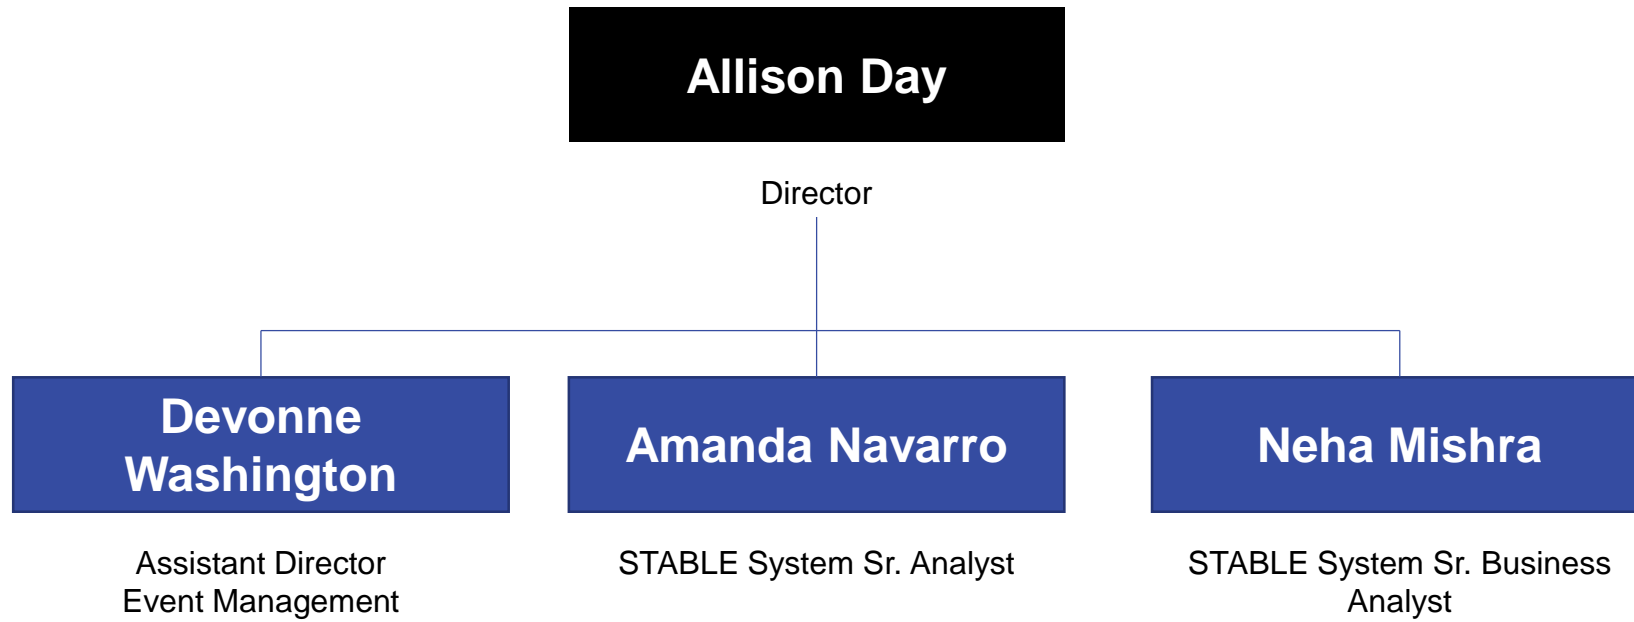 Allison Day
Director
Devonne
Washington
Assistant Director
Event Management
Amanda Navarro
STABLE System Sr. Analyst
Neha Mishra
STABLE System Sr. Business
Analyst